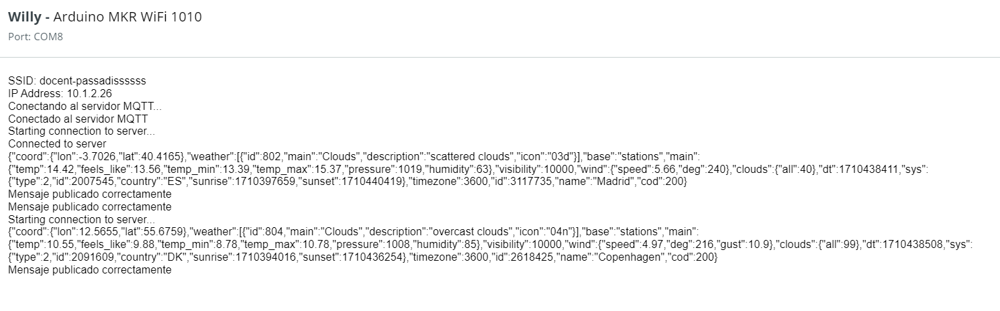 Willy - Arduino MKR WiFi 1010
Port: COM8
SSID: docent-passadissssss
IP Address: 10.1.2.26
Conectando al servidor MQTT...
Conectado al servidor MQTT
Starting connection to server...
Connected to server
{"coord":{"lon":-3.7026,"lat":40.4165},"weather":[{"id":802,"main":"Clouds","description":"scattered clouds","icon":"03d"}],"base":"stations","main":
{"temp":14.42,"feels_like":13.56,"temp_min":13.39,"temp_max":15.37,"pressure":1019,"humidity":63},"visibility":10000,"wind":{"speed":5.66,"deg":240},"clouds":{"all":40},"dt":1710438411,"sys":
{"type":2,"id":2007545,"country":"ES","sunrise":1710397659,"sunset":1710440419},"timezone":3600,"id":3117735,"name":"Madrid","cod":200}
Mensaje publicado correctamente
Mensaje publicado correctamente
Starting connection to server...
{"coord":{"lon":12.5655,"lat":55.6759},"weather":[{"id":804,"main":"Clouds","description":"overcast clouds","icon":"04n"}],"base":"stations","main":
{"temp":10.55,"feels_like":9.88,"temp_min":8.78,"temp_max":10.78,"pressure":1008,"humidity":85},"visibility":10000,"wind":{"speed":4.97,"deg":216,"gust":10.9},"clouds":{"all":99},"dt":1710438508,"sys":
{"type":2,"id":2091609,"country":"DK","sunrise":1710394016,"sunset":1710436254},"timezone":3600,"id":2618425,"name":"Copenhagen","cod":200}
Mensaje publicado correctamente